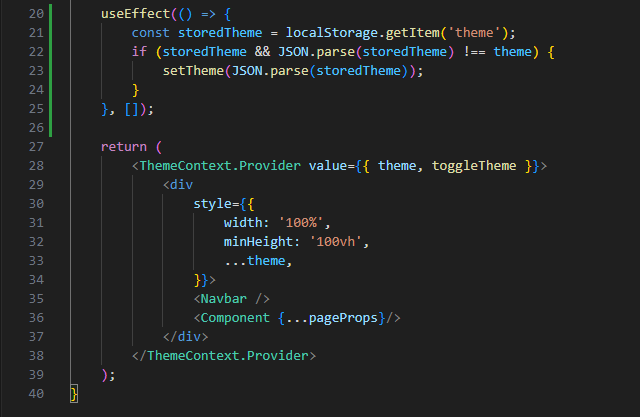 20 useEffect(() => {
21 const storedTheme = localStorage.getItem('theme');
22 if (storedTheme && JSON.parse(storedTheme) !== theme) {
23 setTheme(JSON.parse(storedTheme));
24 }
25 }, []);
26
27 return (
28 <ThemeContext.Provider value={{ theme, toggleTheme }}>
29 <div
30 style={{
31 width: '100%',
32 minHeight: '100vh',
33 ...theme,
34 }}>
35 <Navbar />
36 <Component {...pageProps}/>
37 </div>
38 </ThemeContext.Provider>
39 );
40 }